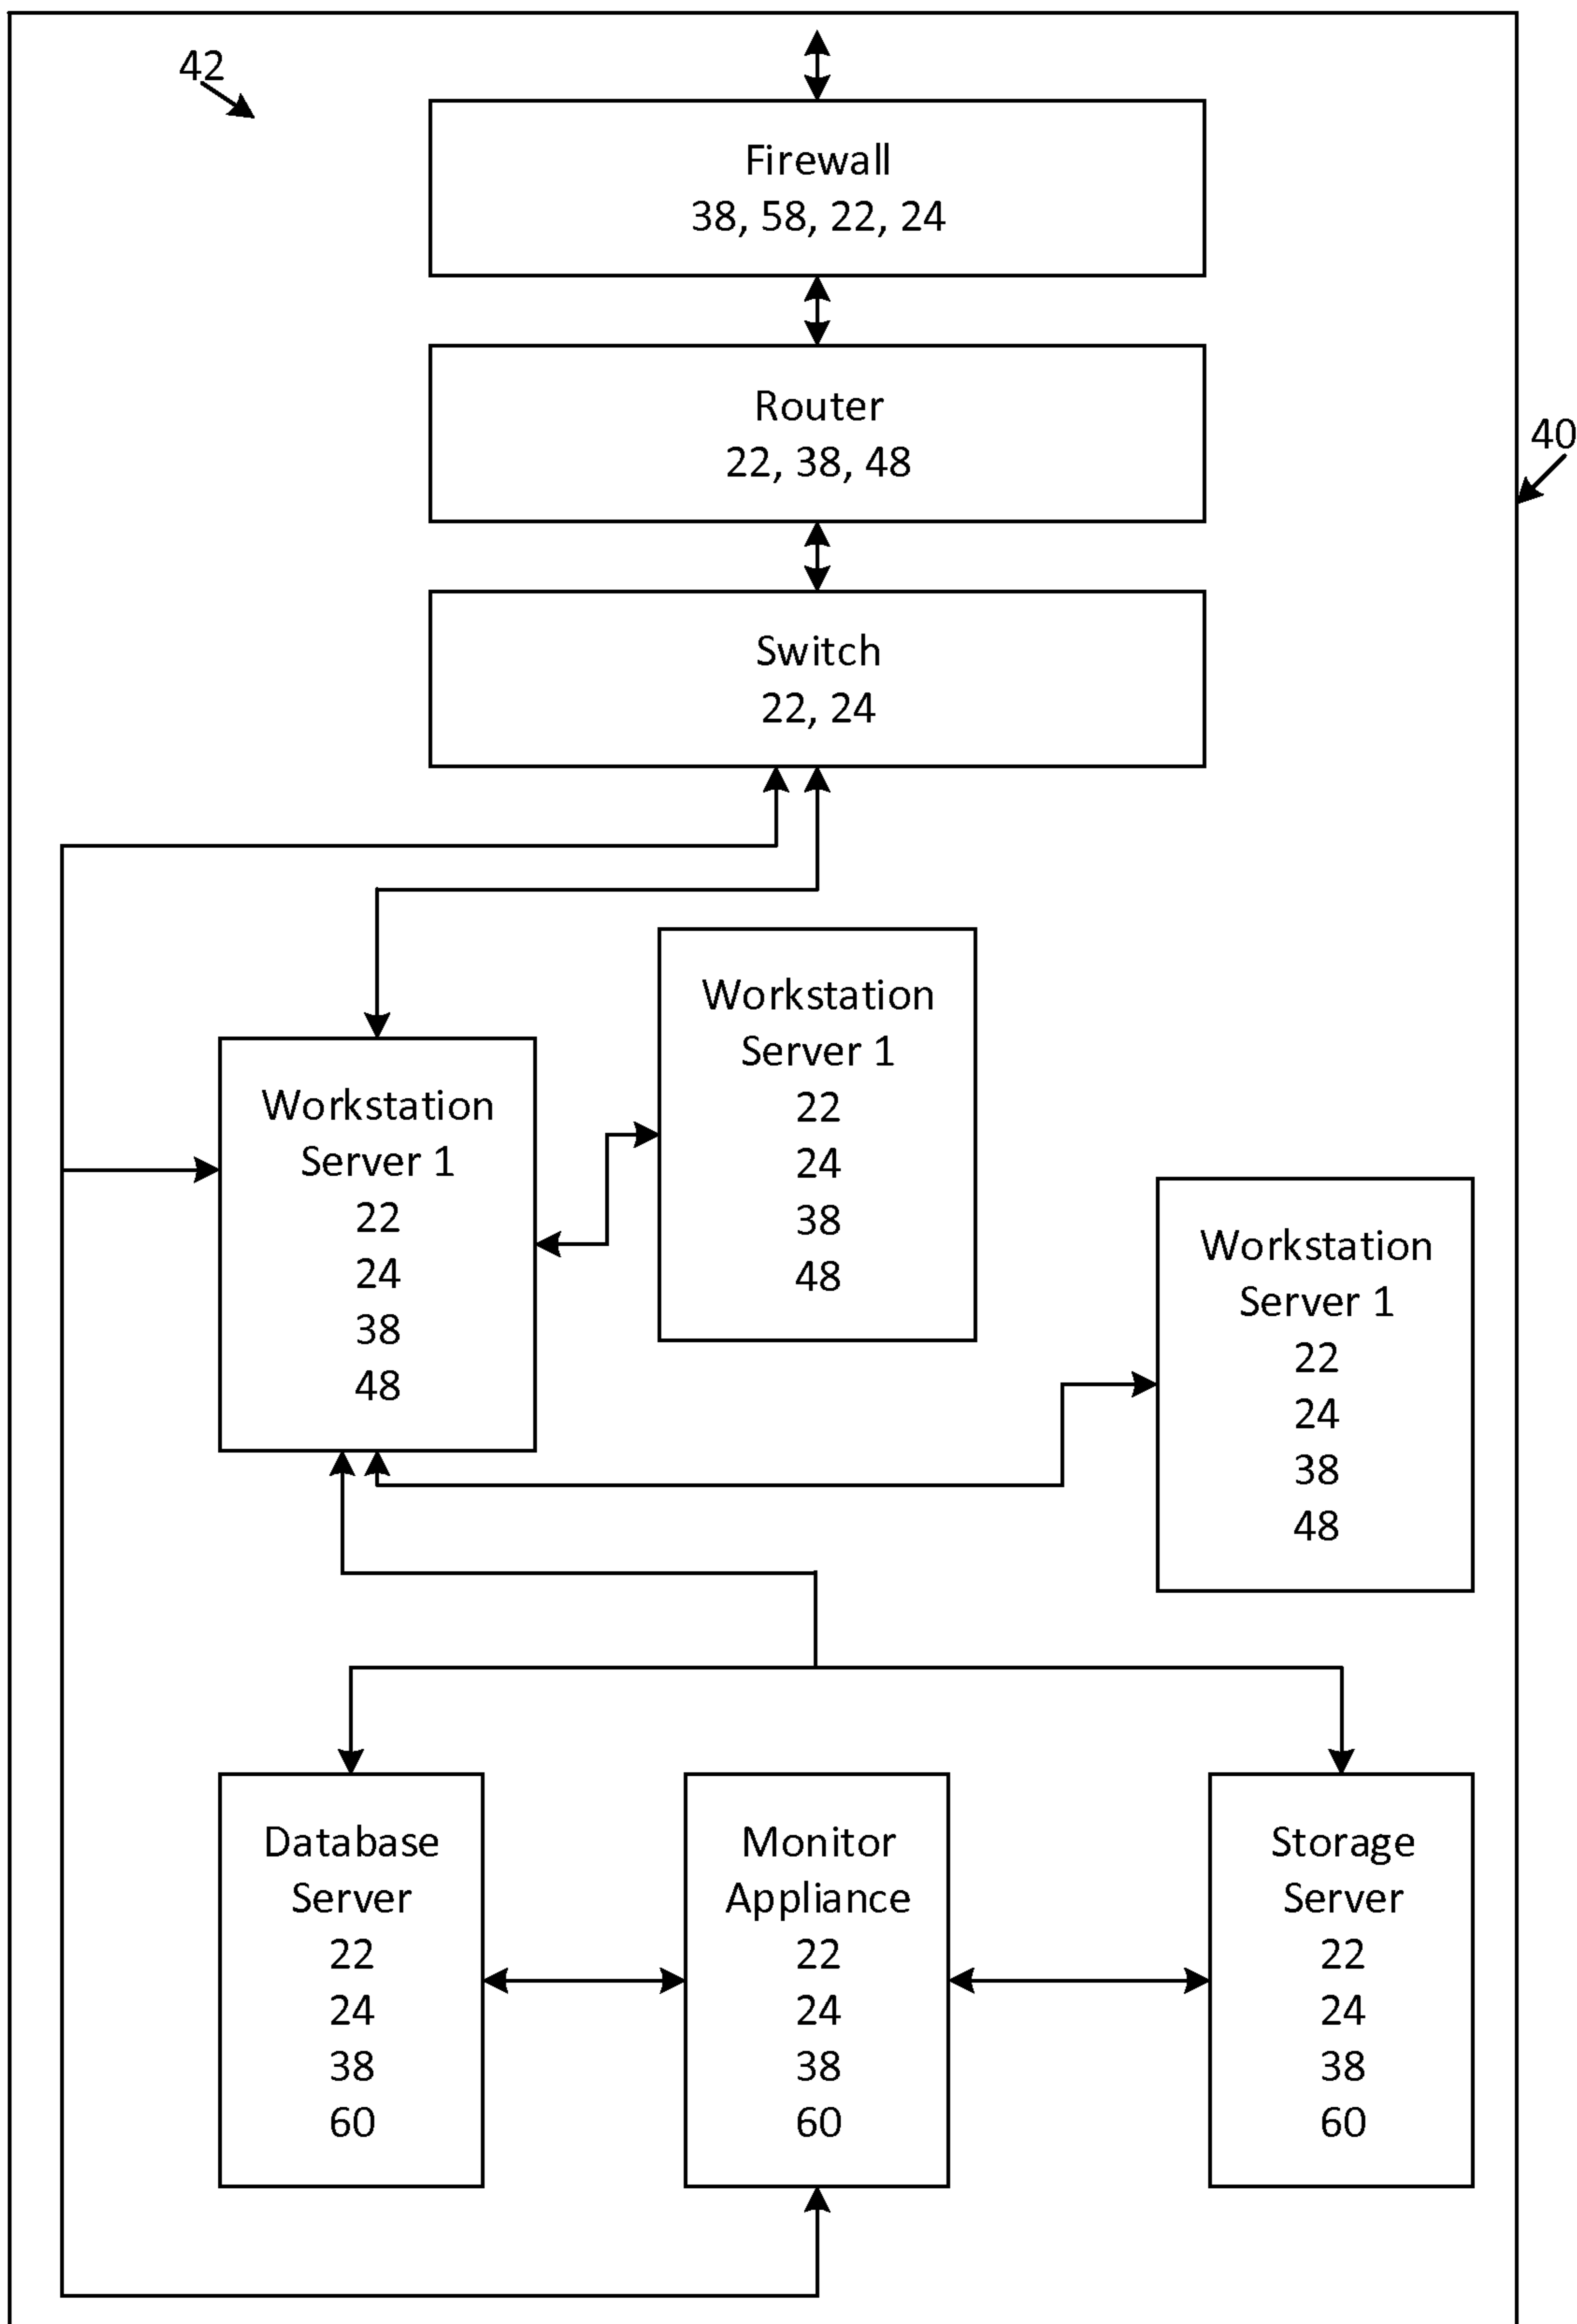 42
Firewall
38, 58, 22, 24
Router
22, 38, 48
40
Switch
22, 24
Workstation
Server 1
22
24
38
48
Workstation
Server 1
22
24
38
48
Workstation
Server 1
22
24
38
48
Database
Server
22
24
38
60
Monitor
Appliance
22
24
38
60
Storage
Server
22
24
38
60